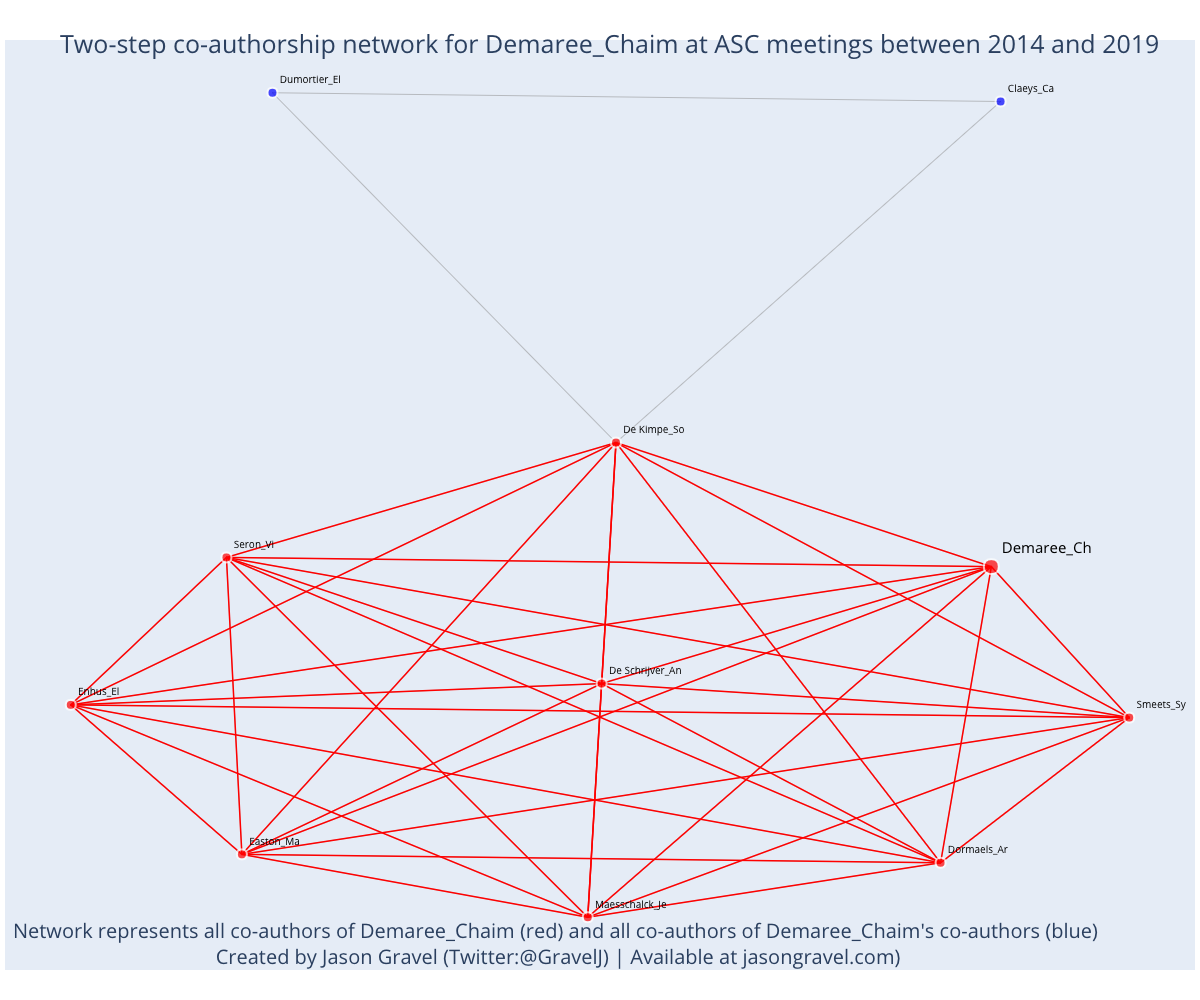 Two-step co-authorship network for Demaree_Chaim at ASC meetings between 2014 and 2019
Dumortier_El
Claeys_Ca
De Kimpe_So
Seron_Vi
Demaree_Ch
De Schrijver_An
Enhus_El
Smeets_Sy
Easton_Ma
Dormaels_Ar
Maesschalck_Je
Network represents all co-authors of Demaree_Chaim (red) and all co-authors of Demaree_Chaim's co-authors (blue)
Created by Jason Gravel (Twitter:@GravelJ) | Available at jasongravel.com)